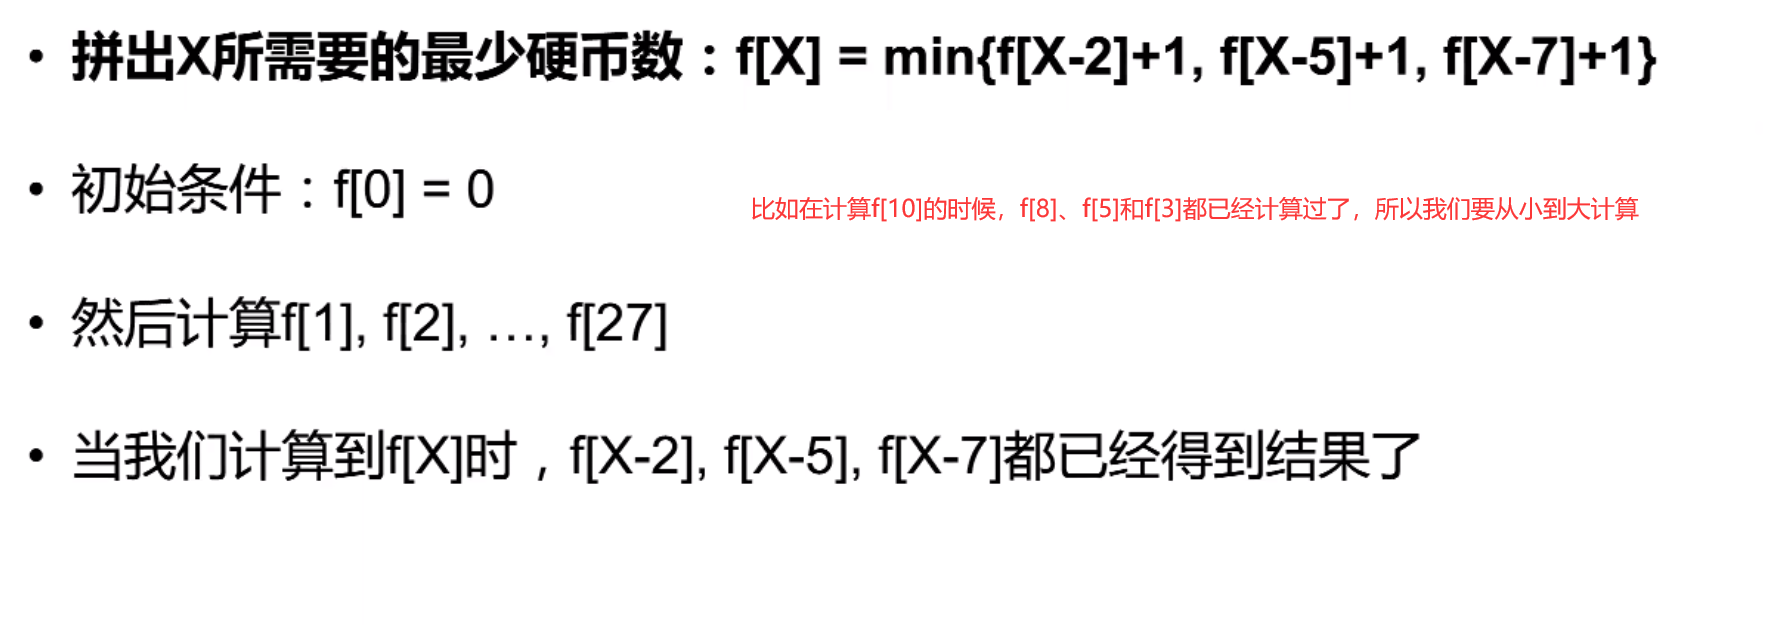 • 拼出X所需要的最少硬币数：f[X] = min{f[X-2]+1, f[X-5]+1, f[X-7]+1}
• 初始条件：f[0] = 0
比如在计算f[10]的时候，f[8]、f[5]和f[3]都已经计算过了，所以我们要从小到大计算
• 然后计算f[1], f[2], …, f[27]
• 当我们计算到f[X]时，f[X-2], f[X-5], f[X-7]都已经得到结果了